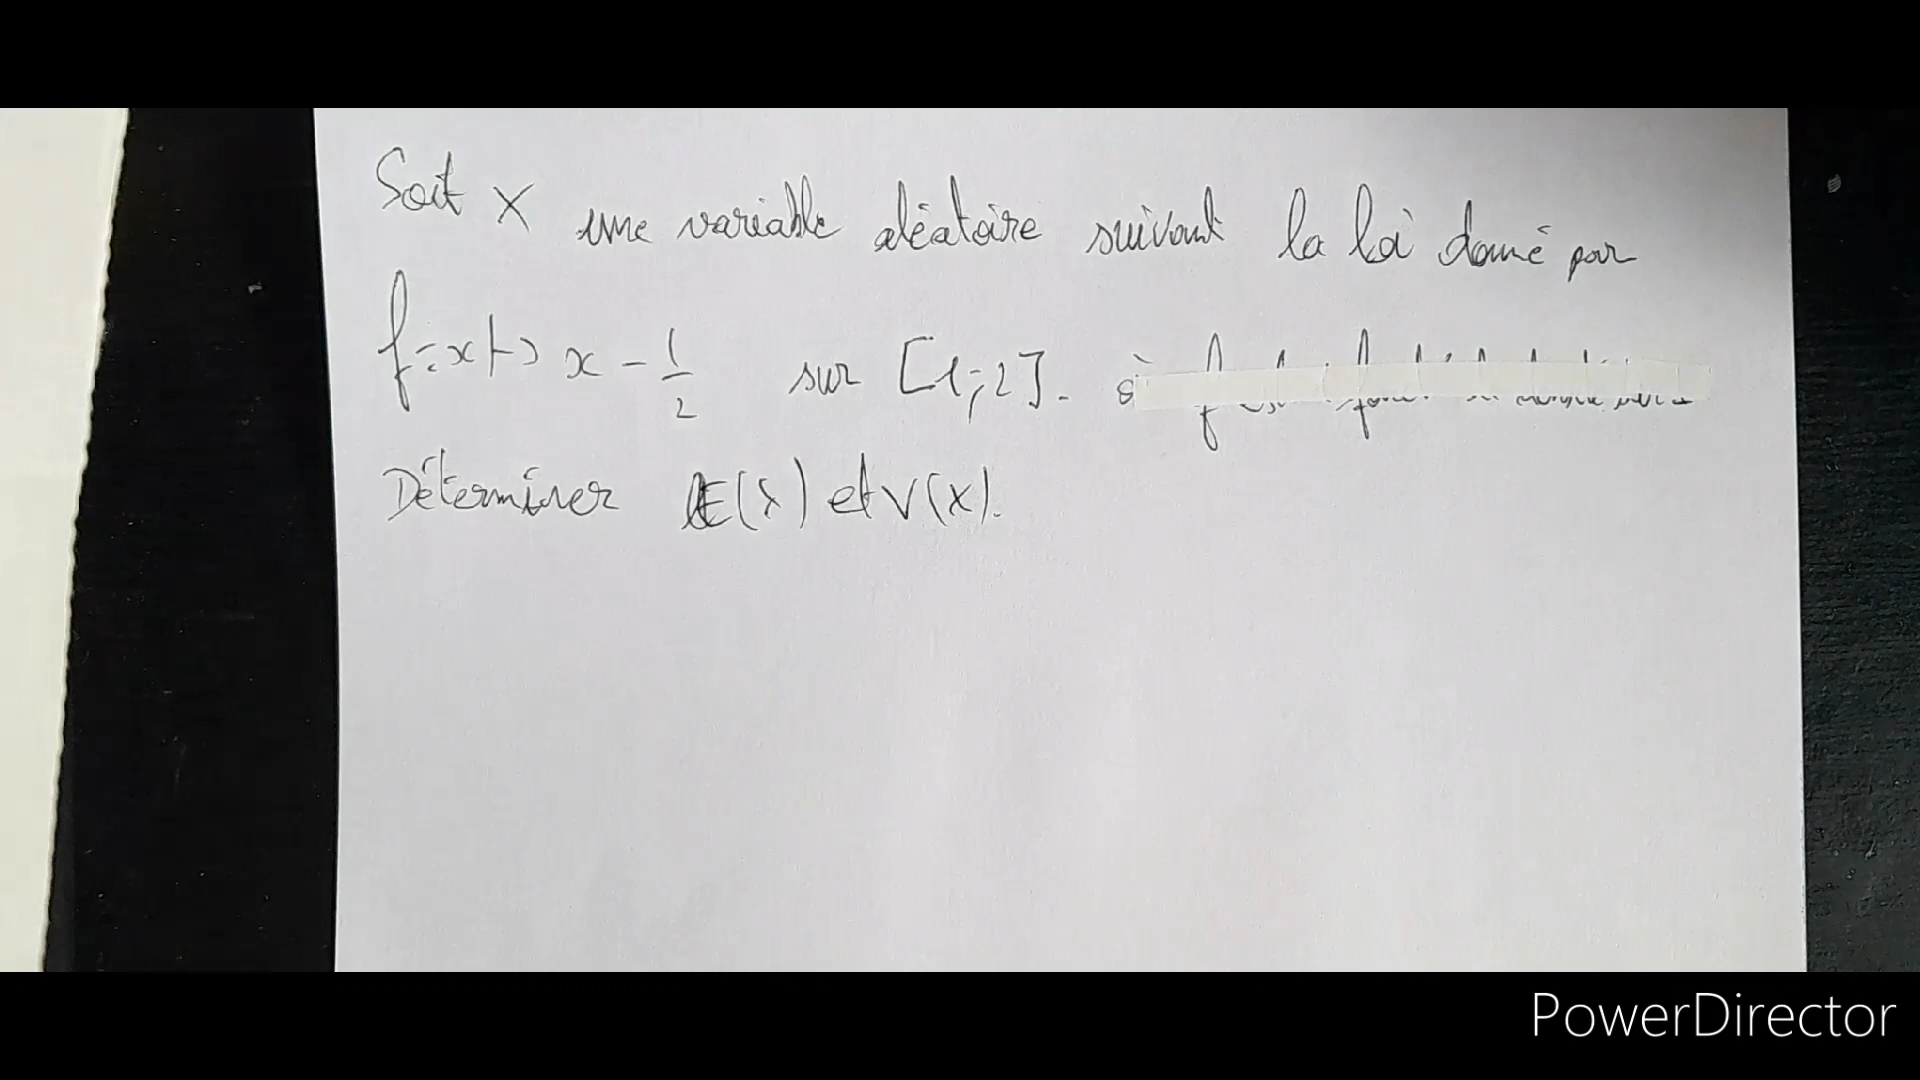 Soit X une variable aléatoire suivant la loi donné par
f: x ↦ x - 1/2 sur [1;2].
Déterminer E(X) et V(X).
PowerDirector